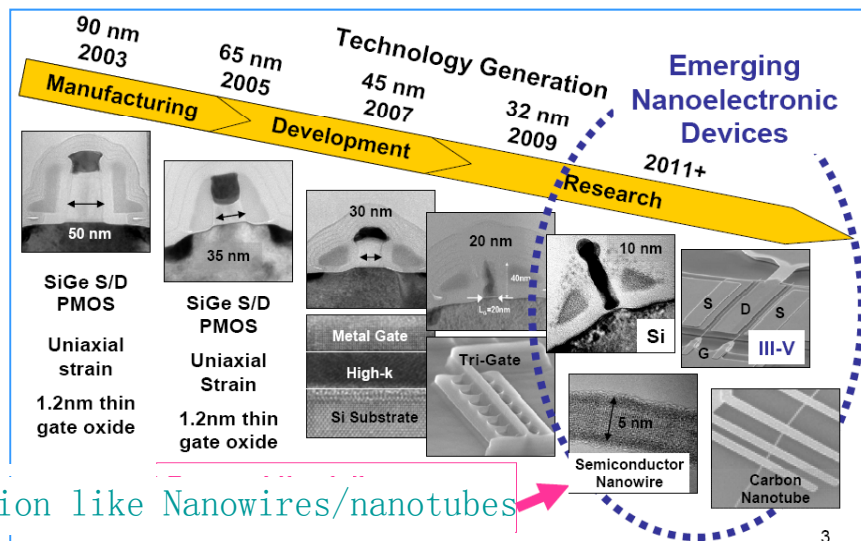 90 nm
2003
65 nm
2005
Technology Generation
45 nm
2007
32 nm
2009
2011+
Emerging
Nanoelectronic
Devices
Manufacturing
Development
Research
50 nm
35 nm
30 nm
20 nm
40nm
10 nm
Si
S
D
S
G
III-V
SiGe S/D
PMOS
Uniaxial
strain
1.2nm thin
gate oxide
SiGe S/D
PMOS
Uniaxial
Strain
1.2nm thin
gate oxide
Metal Gate
High-k
Si Substrate
Tri-Gate
5 nm
Semiconductor
Nanowire
Carbon
Nanotube
ion like Nanowires/nanotubes
3